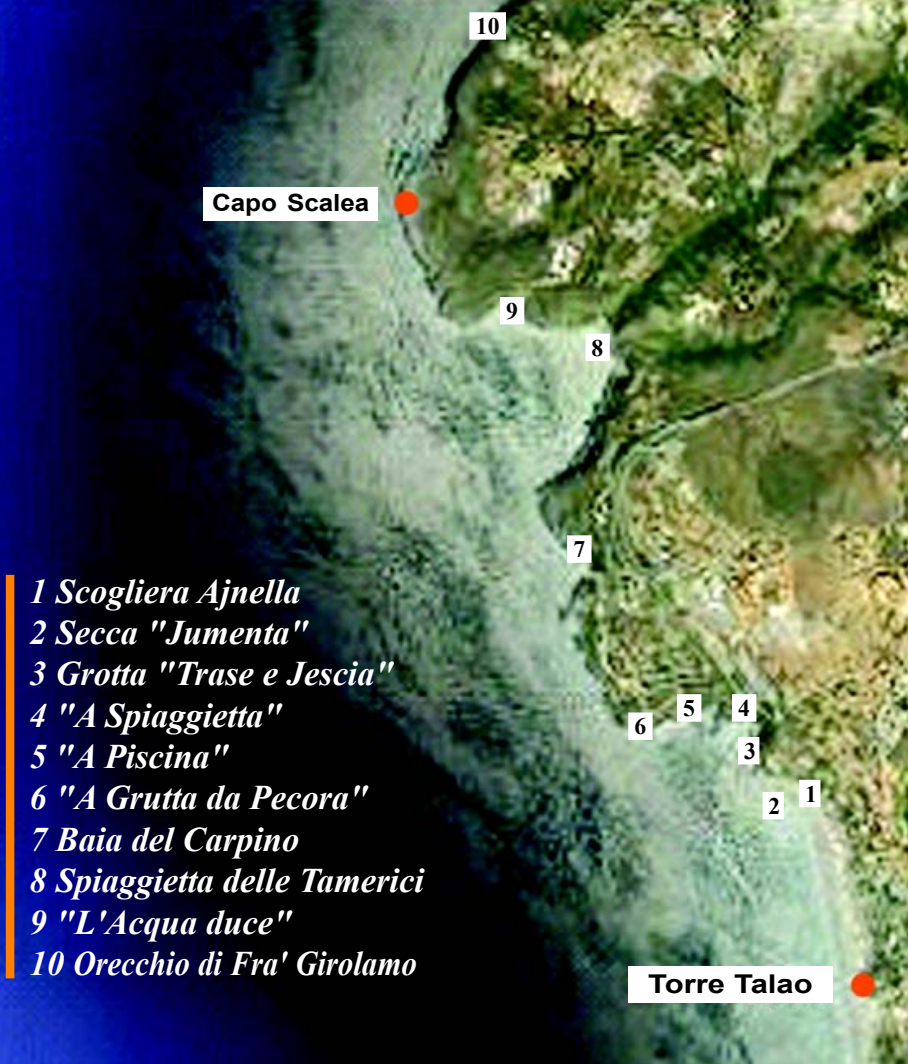 10
Capo Scalea
9
8
7
1 Scogliera Ajnella
2 Secca "Jumenta"
3 Grotta "Trase e Jescia"
4 "A Spiaggietta"
5 "A Piscina"
6 "A Grutta da Pecora"
7 Baia del Carpino
8 Spiaggietta delle Tamerici
9 "L'Acqua duce"
10 Orecchio di Fra' Girolamo
5
4
6
3
1
2
Torre Talao